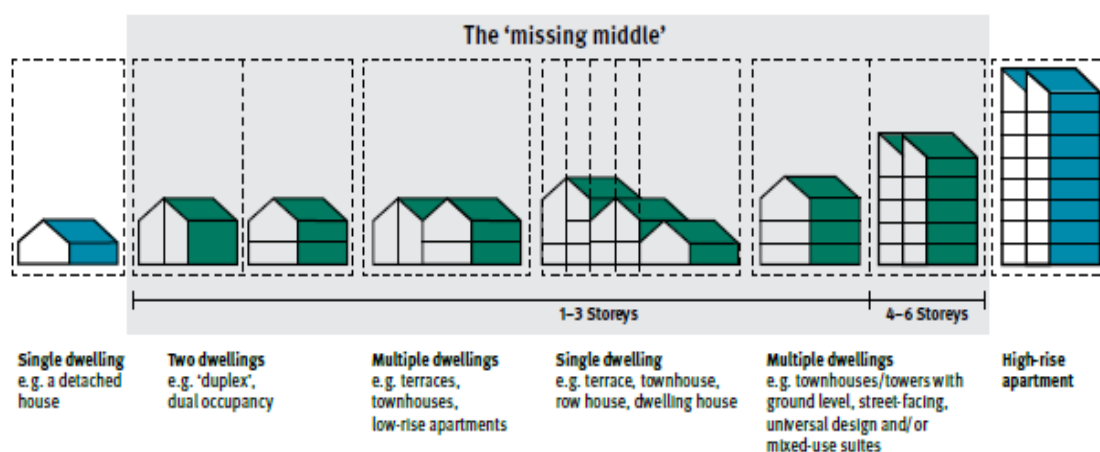 The ‘missing middle’
1–3 Storeys
4–6 Storeys
Single dwelling
e.g. a detached
house
Two dwellings
e.g. ‘duplex’,
dual occupancy
Multiple dwellings
e.g. terraces,
townhouses,
low-rise apartments
Single dwelling
e.g. terrace, townhouse,
row house, dwelling house
Multiple dwellings
e.g. townhouses/towers with
ground level, street-facing,
universal design and/or
mixed-use suites
High-rise
apartment